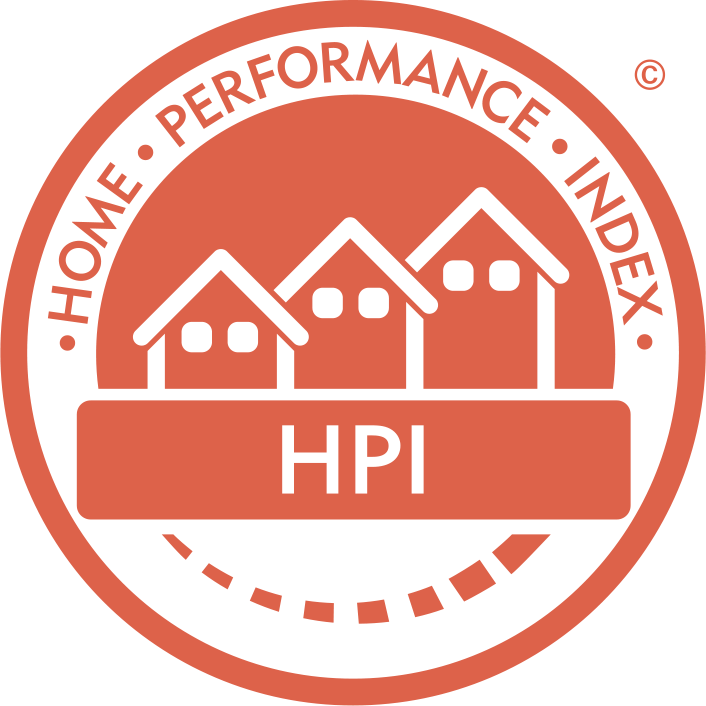 • HOME • PERFORMANCE • INDEX •
©
HPI